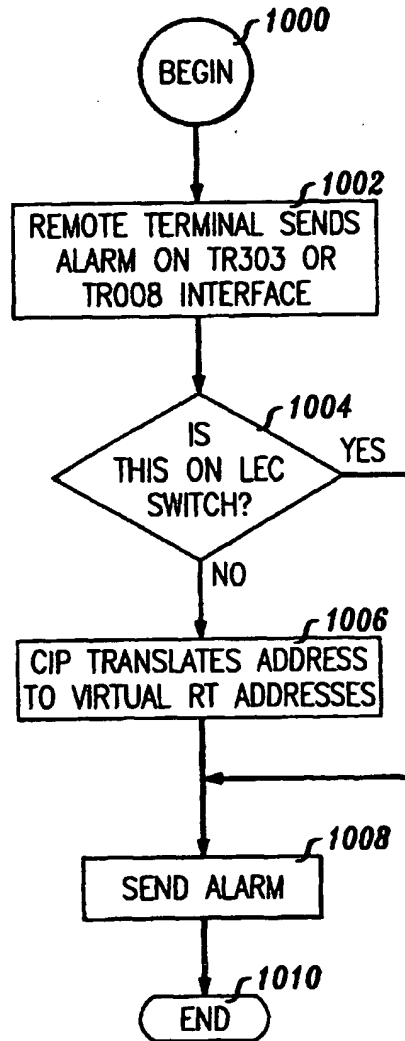 1000
BEGIN
1002
REMOTE TERMINAL SENDS
ALARM ON TR303 OR
TR008 INTERFACE
1004
IS
THIS ON LEC
SWITCH?
YES
NO
1006
CIP TRANSLATES ADDRESS
TO VIRTUAL RT ADDRESSES
1008
SEND ALARM
1010
END